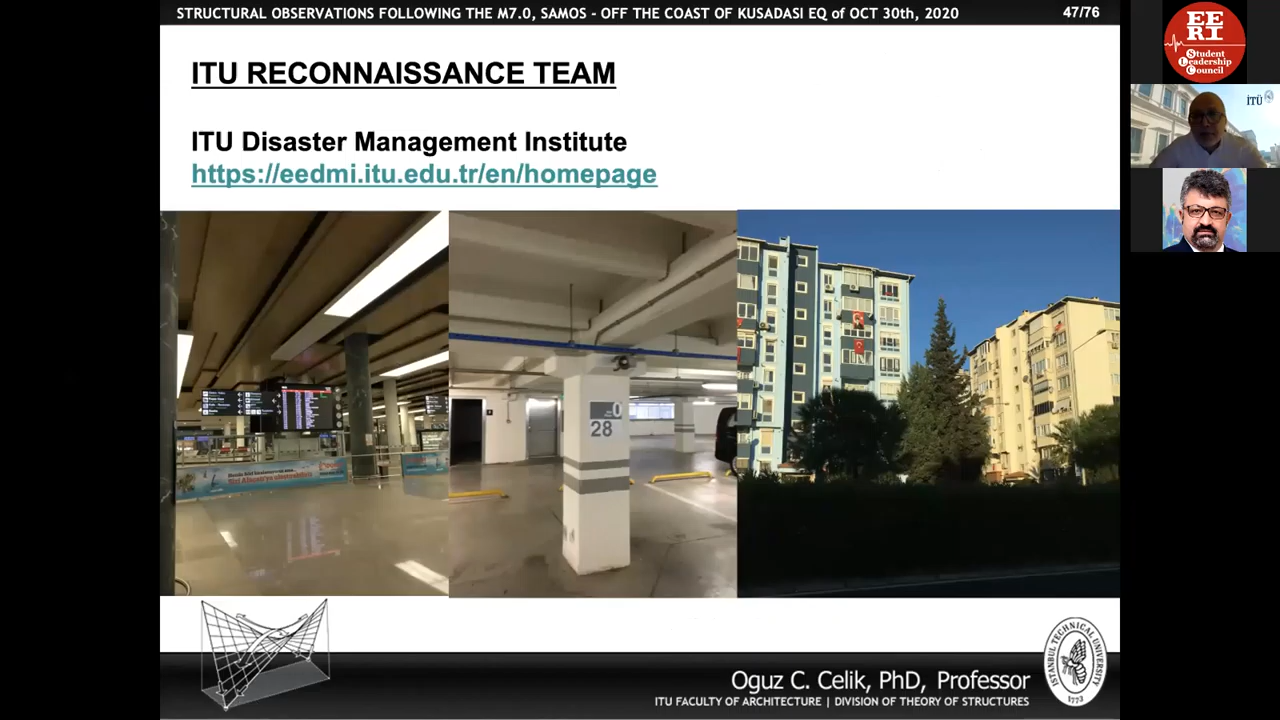 STRUCTURAL OBSERVATIONS FOLLOWING THE M7.0, SAMOS - OFF THE COAST OF KUSADASI EQ of OCT 30th, 2020
47/76
EERI
Student
Leadership
Council
İTÜ
ITU RECONNAISSANCE TEAM
ITU Disaster Management Institute
https://eedmi.itu.edu.tr/en/homepage
0
28
Oguz C. Celik, PhD, Professor
ITU FACULTY OF ARCHITECTURE | DIVISION OF THEORY OF STRUCTURES
ISTANBUL TECHNICAL UNIVERSITY
1773